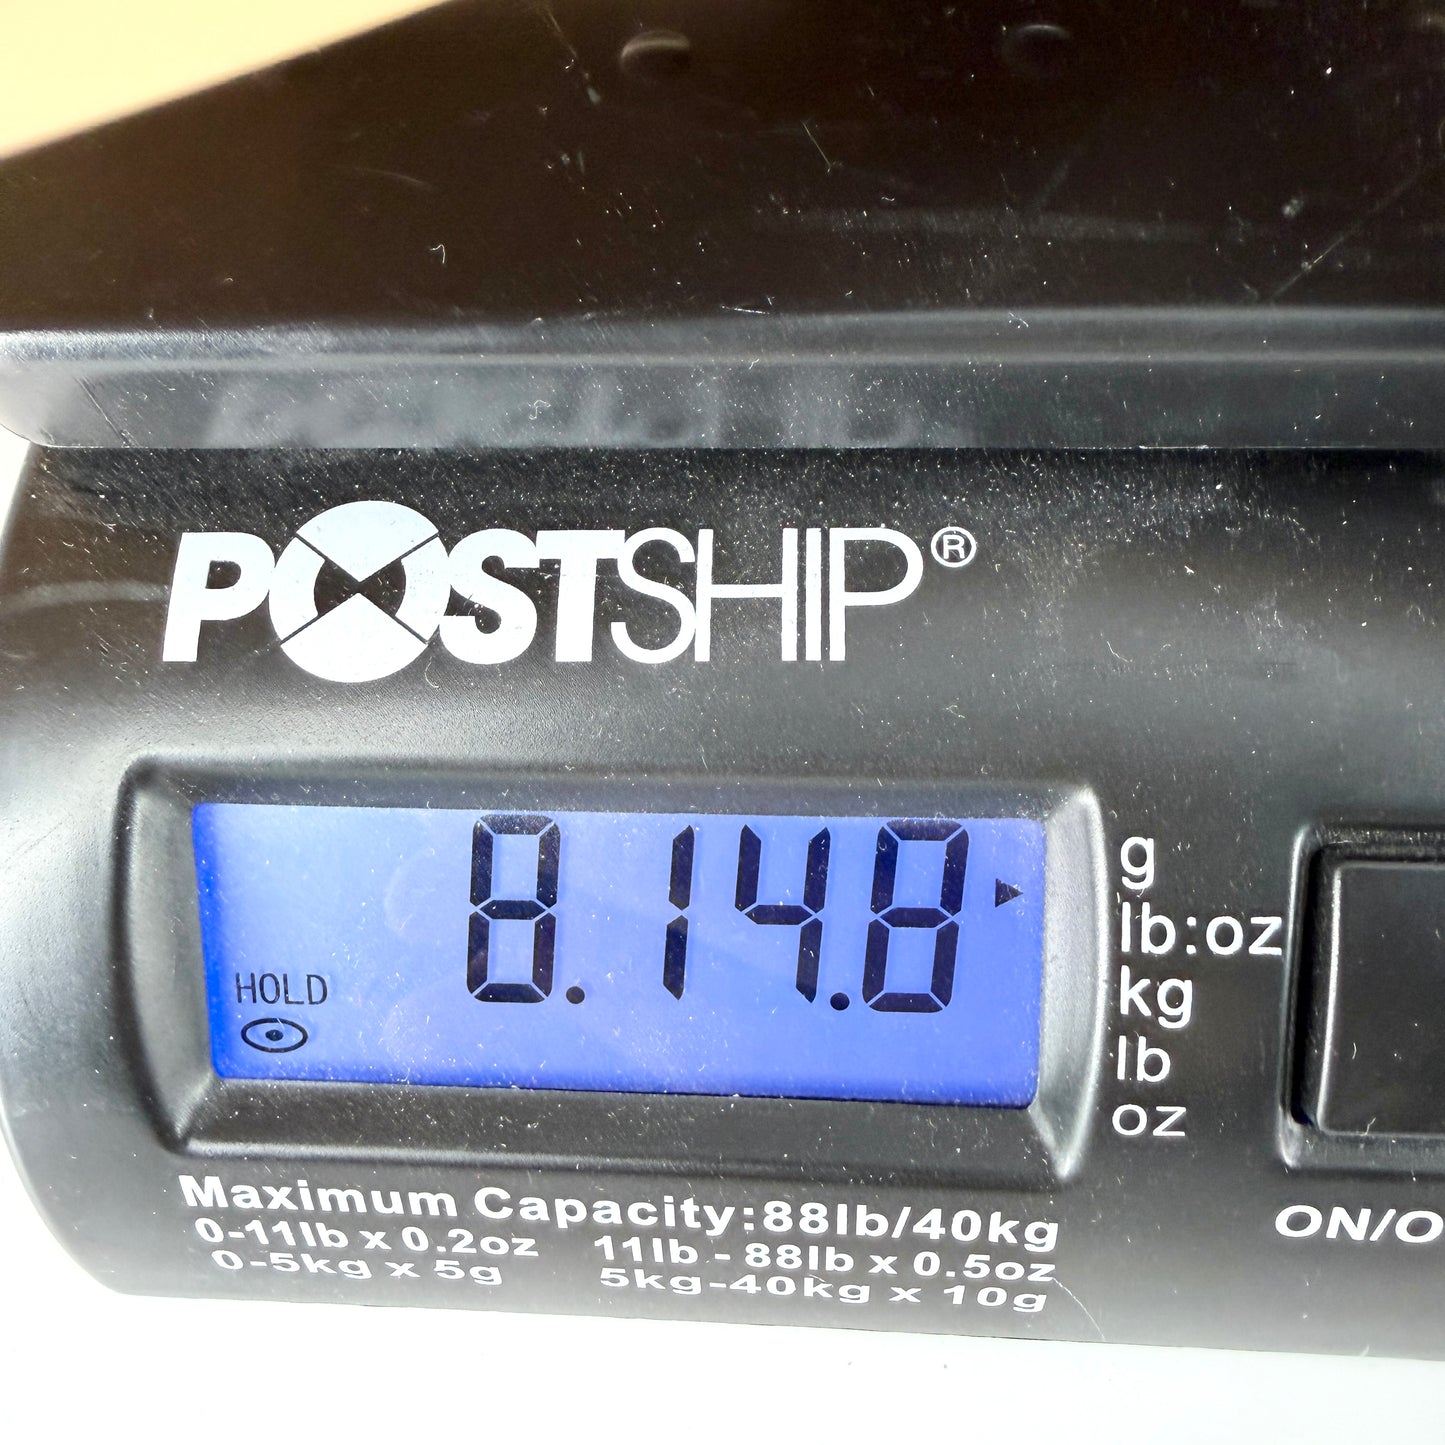 POSTSHIP®
8.14.8
HOLD
g
lb:oz
kg
lb
oz
Maximum Capacity:88lb/40kg
0-11lb x 0.2oz 11lb - 88lb x 0.5oz
0-5kg x 5g 5kg-40kg x 10g
ON/O